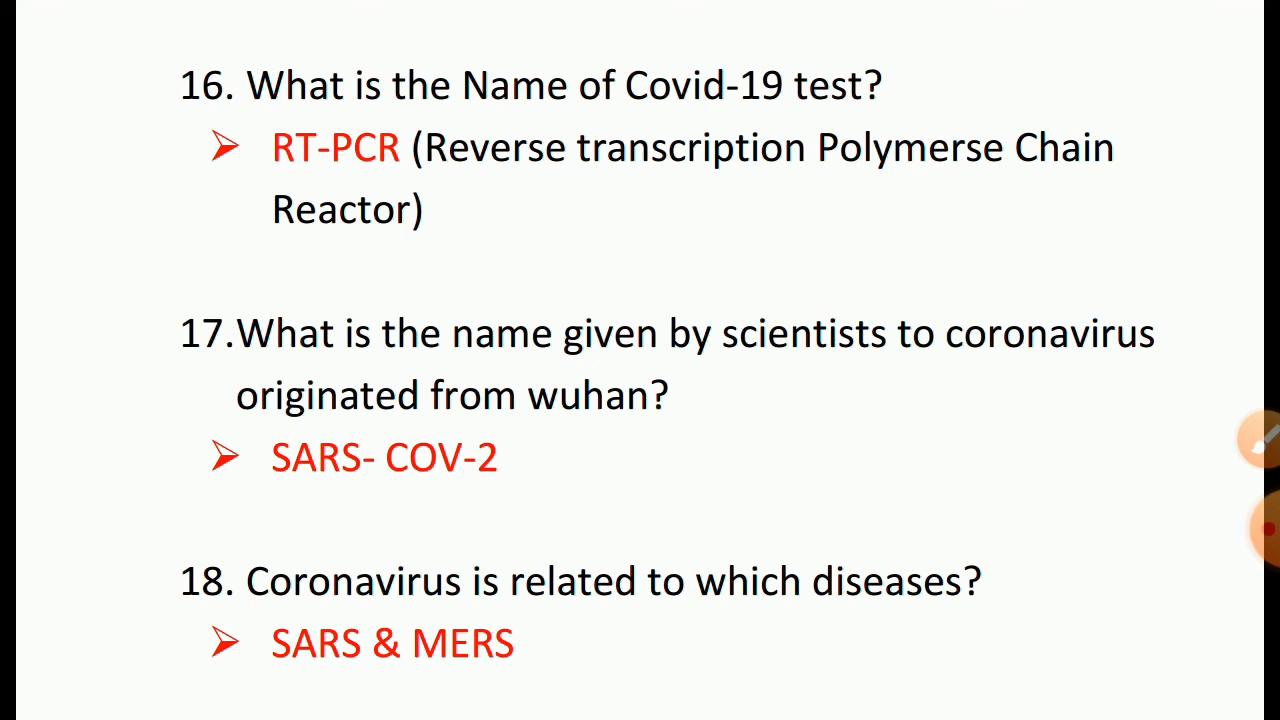 16. What is the Name of Covid-19 test?
➢ RT-PCR (Reverse transcription Polymerse Chain
Reactor)
17.What is the name given by scientists to coronavirus
originated from wuhan?
➢ SARS- COV-2
18. Coronavirus is related to which diseases?
➢ SARS & MERS